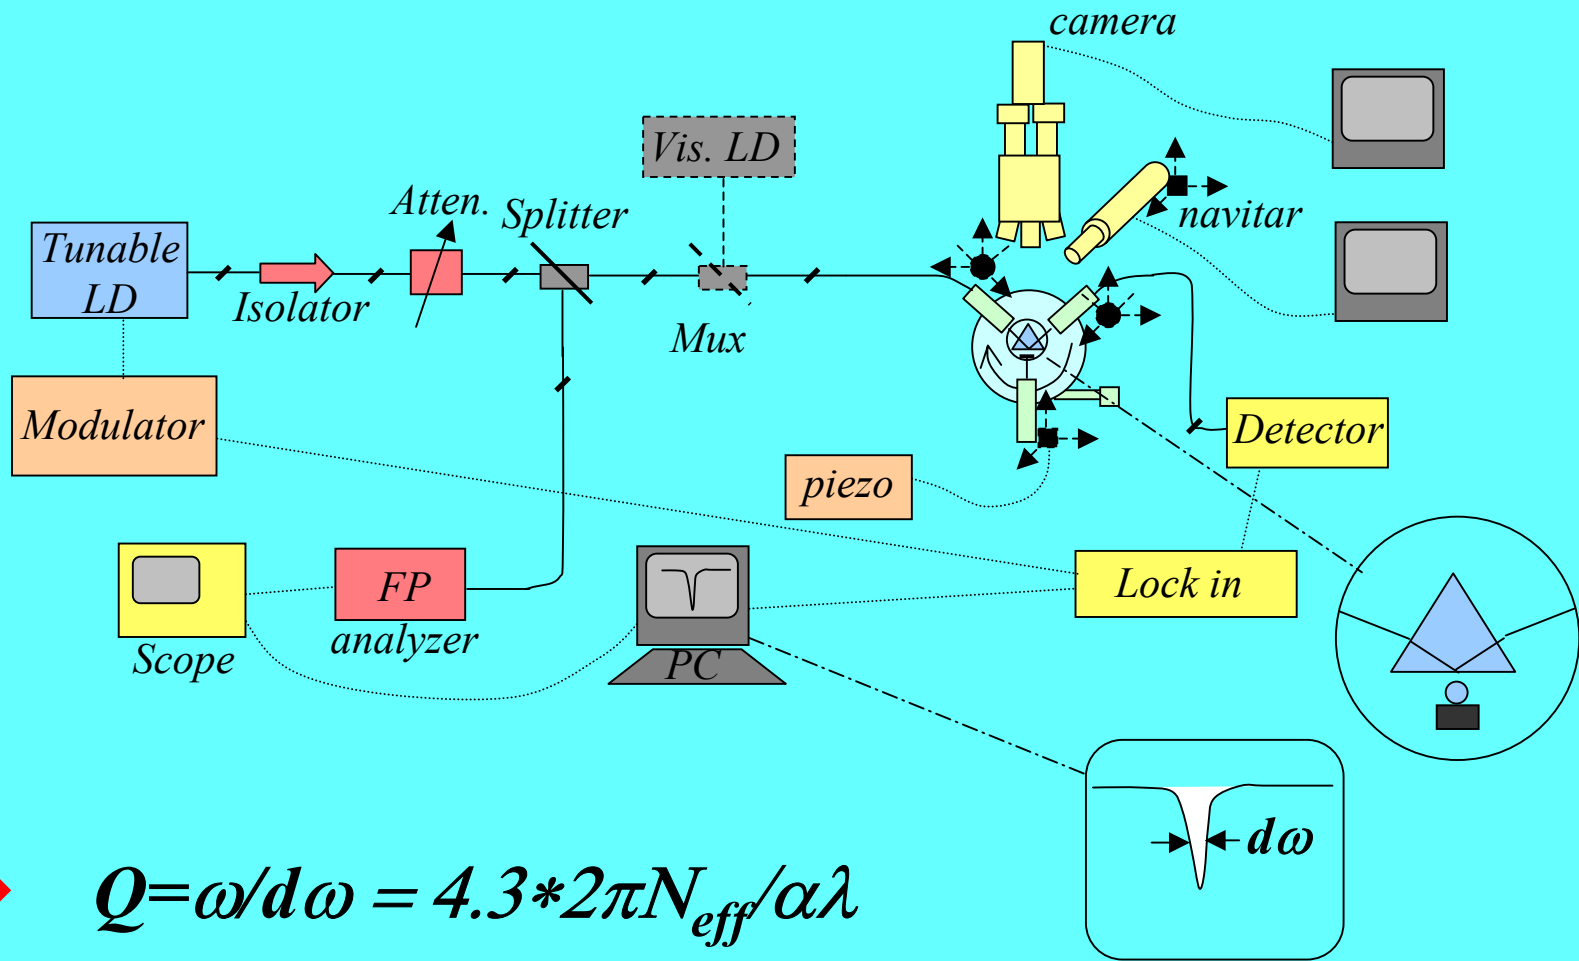 camera
Vis. LD
Atten.
Splitter
navitar
Tunable
LD
Isolator
Mux
Modulator
Detector
piezo
FP
Lock in
analyzer
Scope
PC
dω
Q=ω/dω = 4.3*2πN_eff/αλ